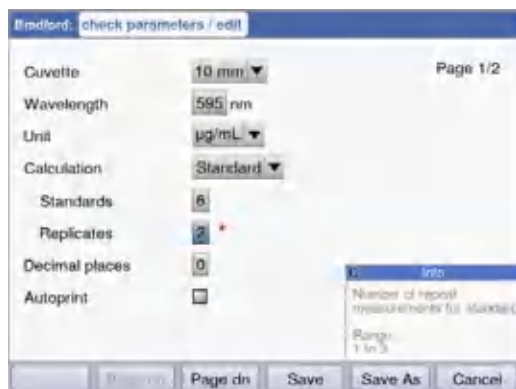 Bradford: check parameters / edit
Cuvette 10 mm ▼ Page 1/2
Wavelength 595 nm
Unit µg/mL ▼
Calculation Standard ▼
Standards 6
Replicates 2 *
Decimal places 0
Autoprint
Info
Number of repeat
measurements for standard
Range
1 to 3
Page dn Save Save As Cancel